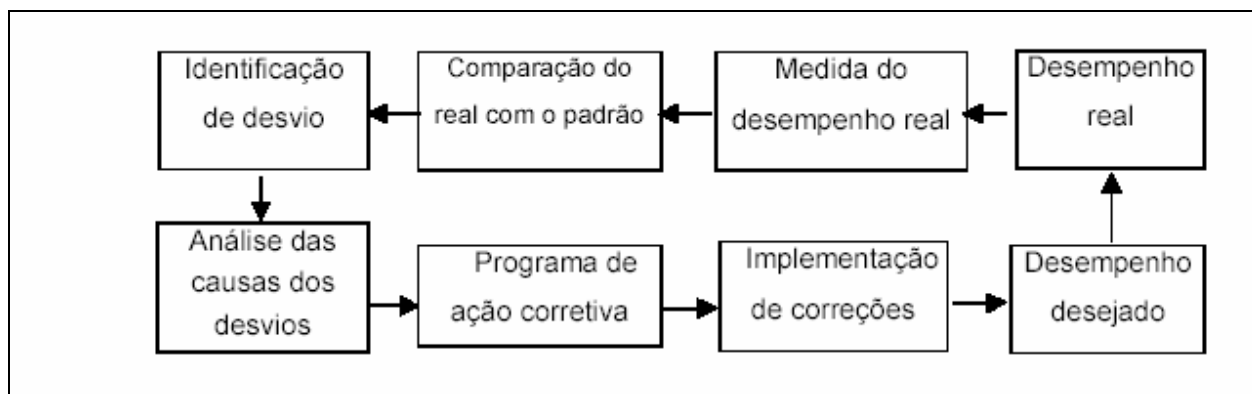 Identificação
de desvio
Comparação do
real com o padrão
Medida do
desempenho real
Desempenho
real
Análise das
causas dos
desvios
Programa de
ação corretiva
Implementação
de correções
Desempenho
desejado